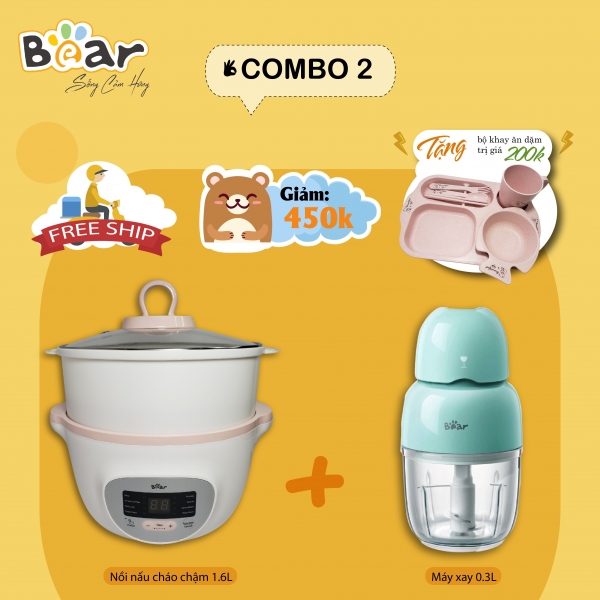 Bear
Sống Cảm Hứng
COMBO 2
FREE SHIP
Giảm:
450k
Tặng
bộ khay ăn dặm
trị giá 200k
Bear
Bear
Nồi nấu cháo chậm 1.6L
Máy xay 0.3L